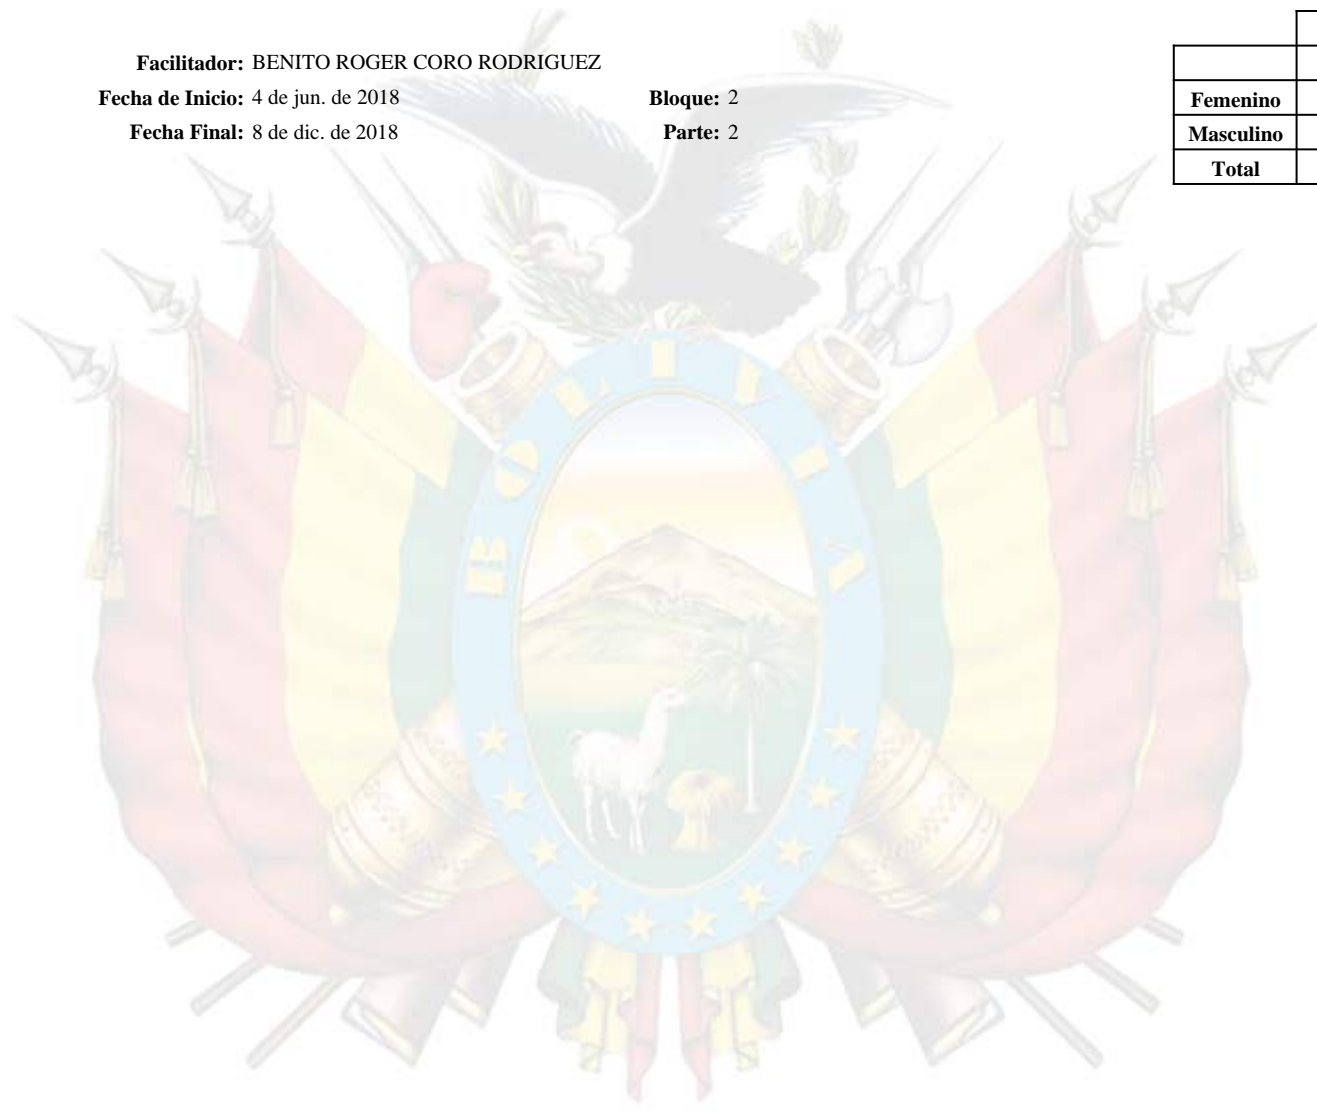 Facilitador: BENITO ROGER CORO RODRIGUEZ
Fecha de Inicio: 4 de jun. de 2018 Bloque: 2
Fecha Final: 8 de dic. de 2018 Parte: 2
Femenino
Masculino
Total
BOLIVIA